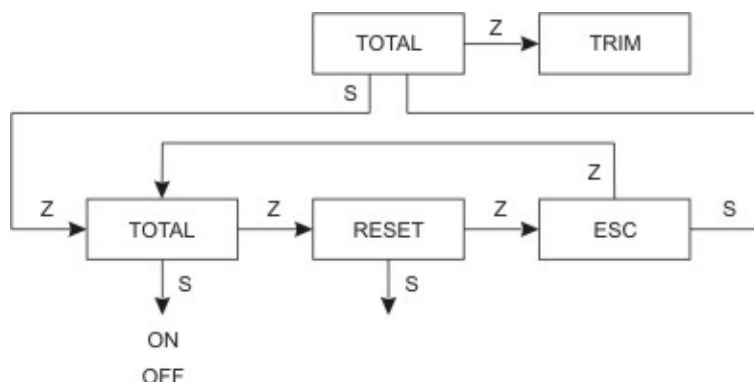 TOTAL Z TRIM
S
Z
Z TOTAL Z RESET Z ESC S
S S
ON
OFF